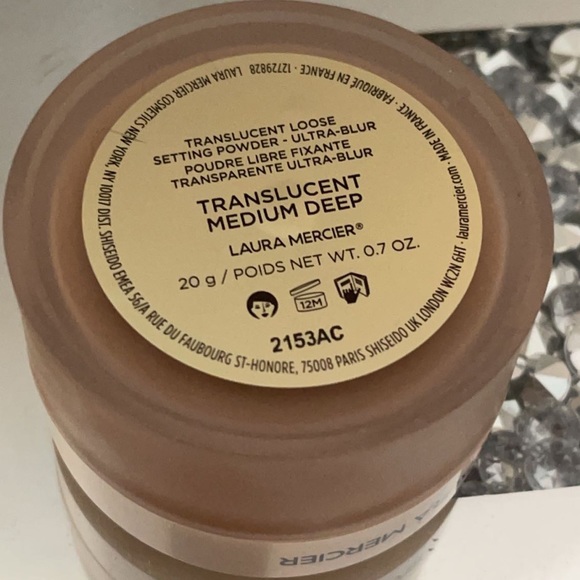 TRANSLUCENT LOOSE
SETTING POWDER - ULTRA-BLUR
POUDRE LIBRE FIXANTE
TRANSPARENTE ULTRA-BLUR
TRANSLUCENT
MEDIUM DEEP
LAURA MERCIER®
20 g / POIDS NET WT. 0.7 OZ.
12M
2153AC
LAURA MERCIER COSMETICS NEW YORK, NY 10017 DIST. SHISEIDO EMEA 56/A RUE DU FAUBOURG ST-HONORE, 75008 PARIS SHISEIDO UK LONDON WC2N 6HT · lauramercier.com · MADE IN FRANCE · FABRIQUÉ EN FRANCE · 12729828
LAURA MERCIER